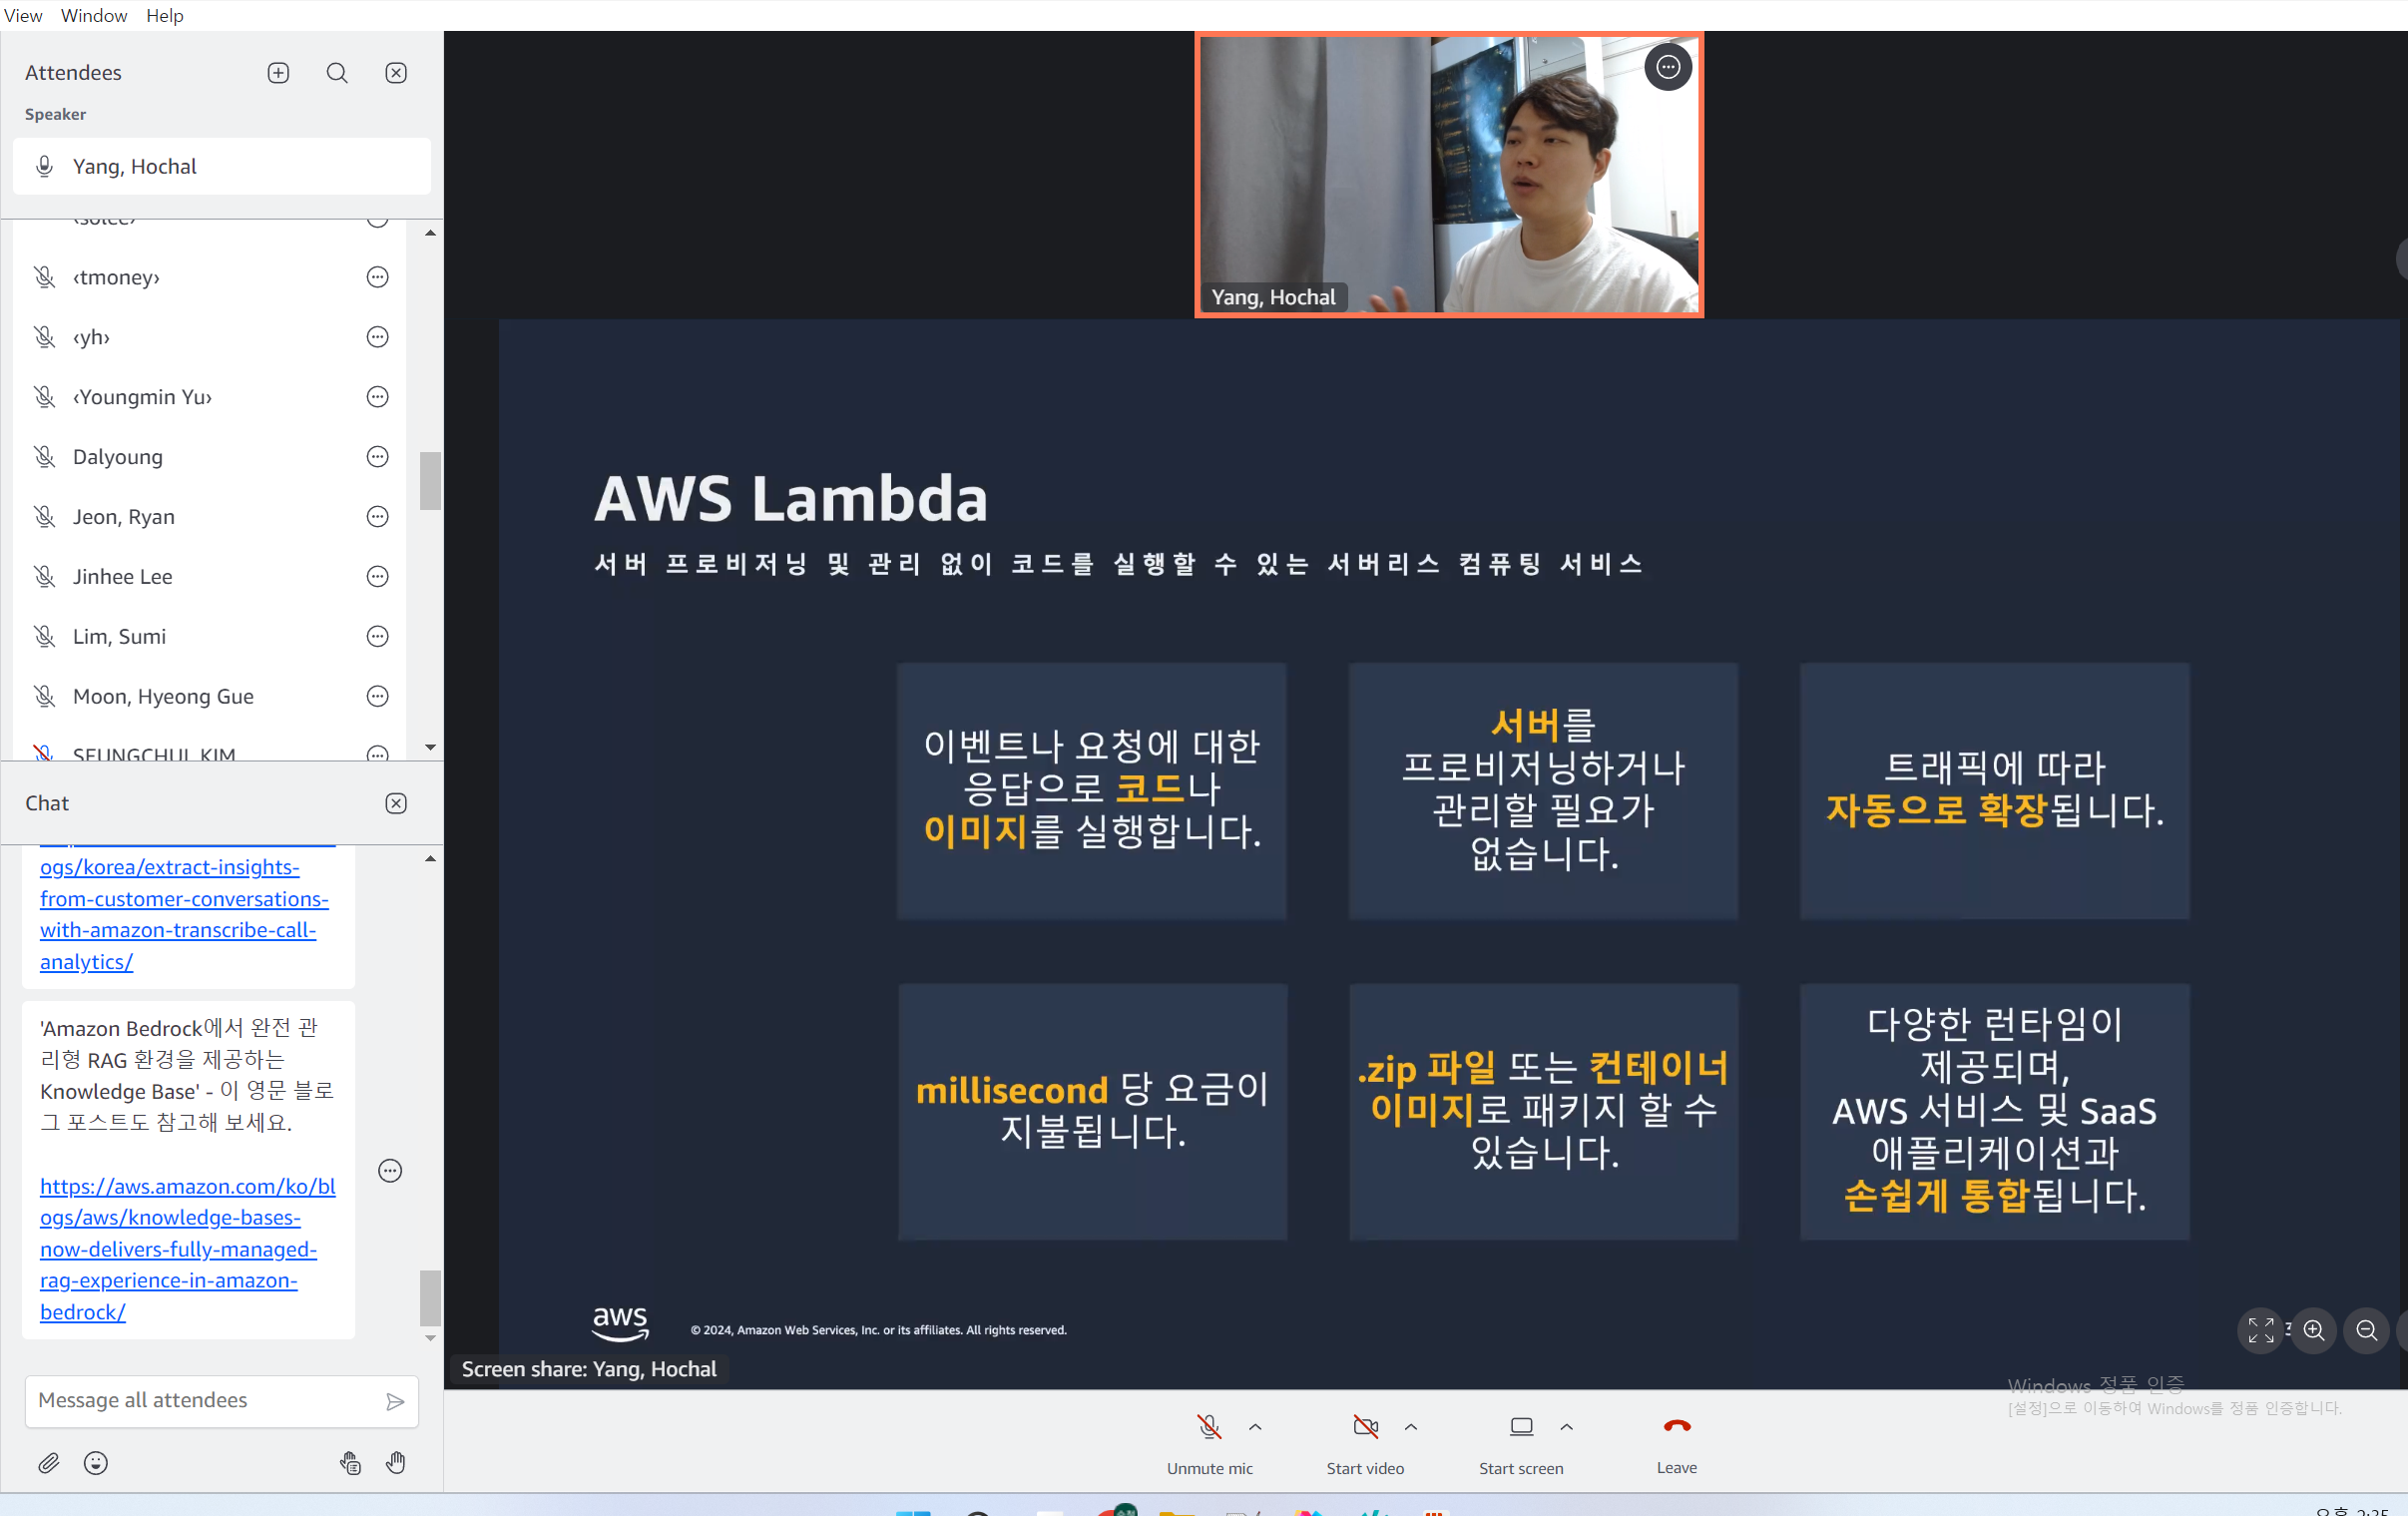 View Window Help
Attendees
Speaker
Yang, Hochal
‹solee›
‹tmoney›
‹yh›
‹Youngmin Yu›
Dalyoung
Jeon, Ryan
Jinhee Lee
Lim, Sumi
Moon, Hyeong Gue
SEUNGCHUL KIM
Chat
ogs/korea/extract-insights-
from-customer-conversations-
with-amazon-transcribe-call-
analytics/
'Amazon Bedrock에서 완전 관
리형 RAG 환경을 제공하는
Knowledge Base' - 이 영문 블로
그 포스트도 참고해 보세요.
https://aws.amazon.com/ko/bl
ogs/aws/knowledge-bases-
now-delivers-fully-managed-
rag-experience-in-amazon-
bedrock/
Message all attendees
Yang, Hochal
AWS Lambda
서버 프로비저닝 및 관리 없이 코드를 실행할 수 있는 서버리스 컴퓨팅 서비스
이벤트나 요청에 대한
응답으로 코드나
이미지를 실행합니다.
서버를
프로비저닝하거나
관리할 필요가
없습니다.
트래픽에 따라
자동으로 확장됩니다.
millisecond 당 요금이
지불됩니다.
.zip 파일 또는 컨테이너
이미지로 패키지 할 수
있습니다.
다양한 런타임이
제공되며,
AWS 서비스 및 SaaS
애플리케이션과
손쉽게 통합됩니다.
aws
© 2024, Amazon Web Services, Inc. or its affiliates. All rights reserved.
Screen share: Yang, Hochal
Windows 정품 인증
[설정]으로 이동하여 Windows를 정품 인증합니다.
Unmute mic
Start video
Start screen
Leave
오후 2:35